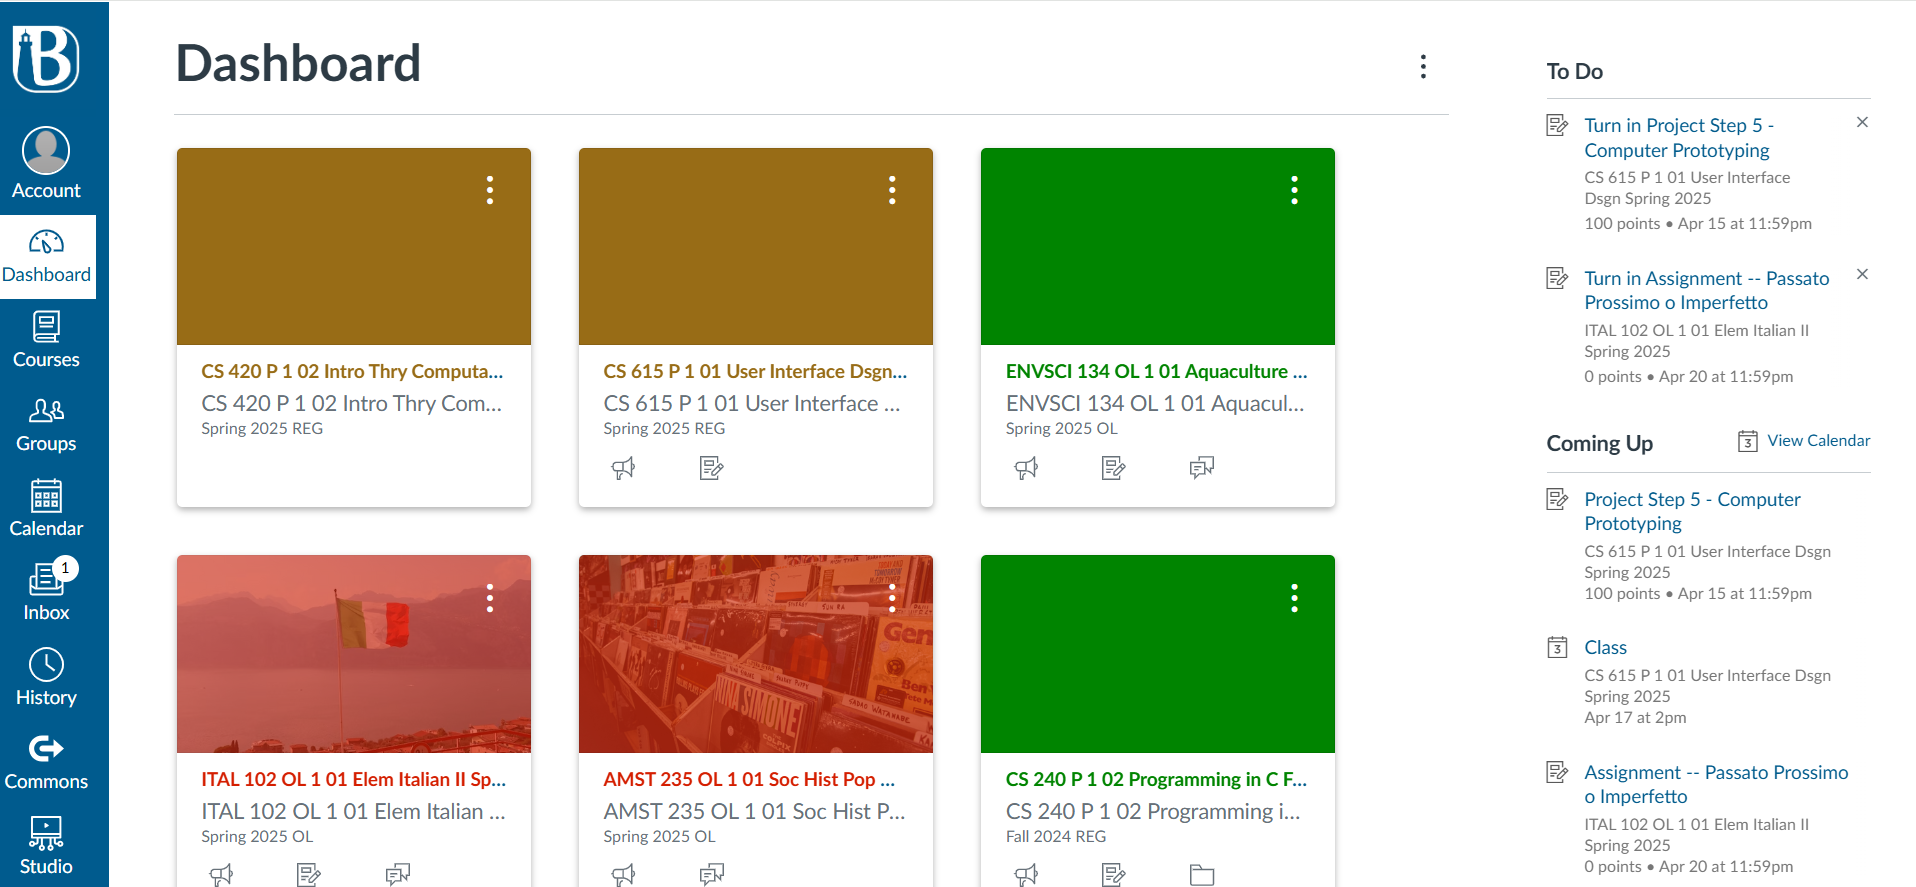 B
Dashboard
To Do
Account
Dashboard
Courses
Groups
Calendar
1
Inbox
History
Commons
Studio
CS 420 P 1 02 Intro Thry Computa...
CS 420 P 1 02 Intro Thry Com...
Spring 2025 REG
CS 615 P 1 01 User Interface Dsgn...
CS 615 P 1 01 User Interface ...
Spring 2025 REG
ENVSCI 134 OL 1 01 Aquaculture ...
ENVSCI 134 OL 1 01 Aquacul...
Spring 2025 OL
NINA SIMONE
SUN RA
ITAL 102 OL 1 01 Elem Italian II Sp...
ITAL 102 OL 1 01 Elem Italian ...
Spring 2025 OL
AMST 235 OL 1 01 Soc Hist Pop ...
AMST 235 OL 1 01 Soc Hist P...
Spring 2025 OL
CS 240 P 1 02 Programming in C F...
CS 240 P 1 02 Programming i...
Fall 2024 REG
Turn in Project Step 5 -
Computer Prototyping
CS 615 P 1 01 User Interface
Dsgn Spring 2025
100 points • Apr 15 at 11:59pm
Turn in Assignment -- Passato
Prossimo o Imperfetto
ITAL 102 OL 1 01 Elem Italian II
Spring 2025
0 points • Apr 20 at 11:59pm
Coming Up
3
View Calendar
Project Step 5 - Computer
Prototyping
CS 615 P 1 01 User Interface Dsgn
Spring 2025
100 points • Apr 15 at 11:59pm
3
Class
CS 615 P 1 01 User Interface Dsgn
Spring 2025
Apr 17 at 2pm
Assignment -- Passato Prossimo
o Imperfetto
ITAL 102 OL 1 01 Elem Italian II
Spring 2025
0 points • Apr 20 at 11:59pm